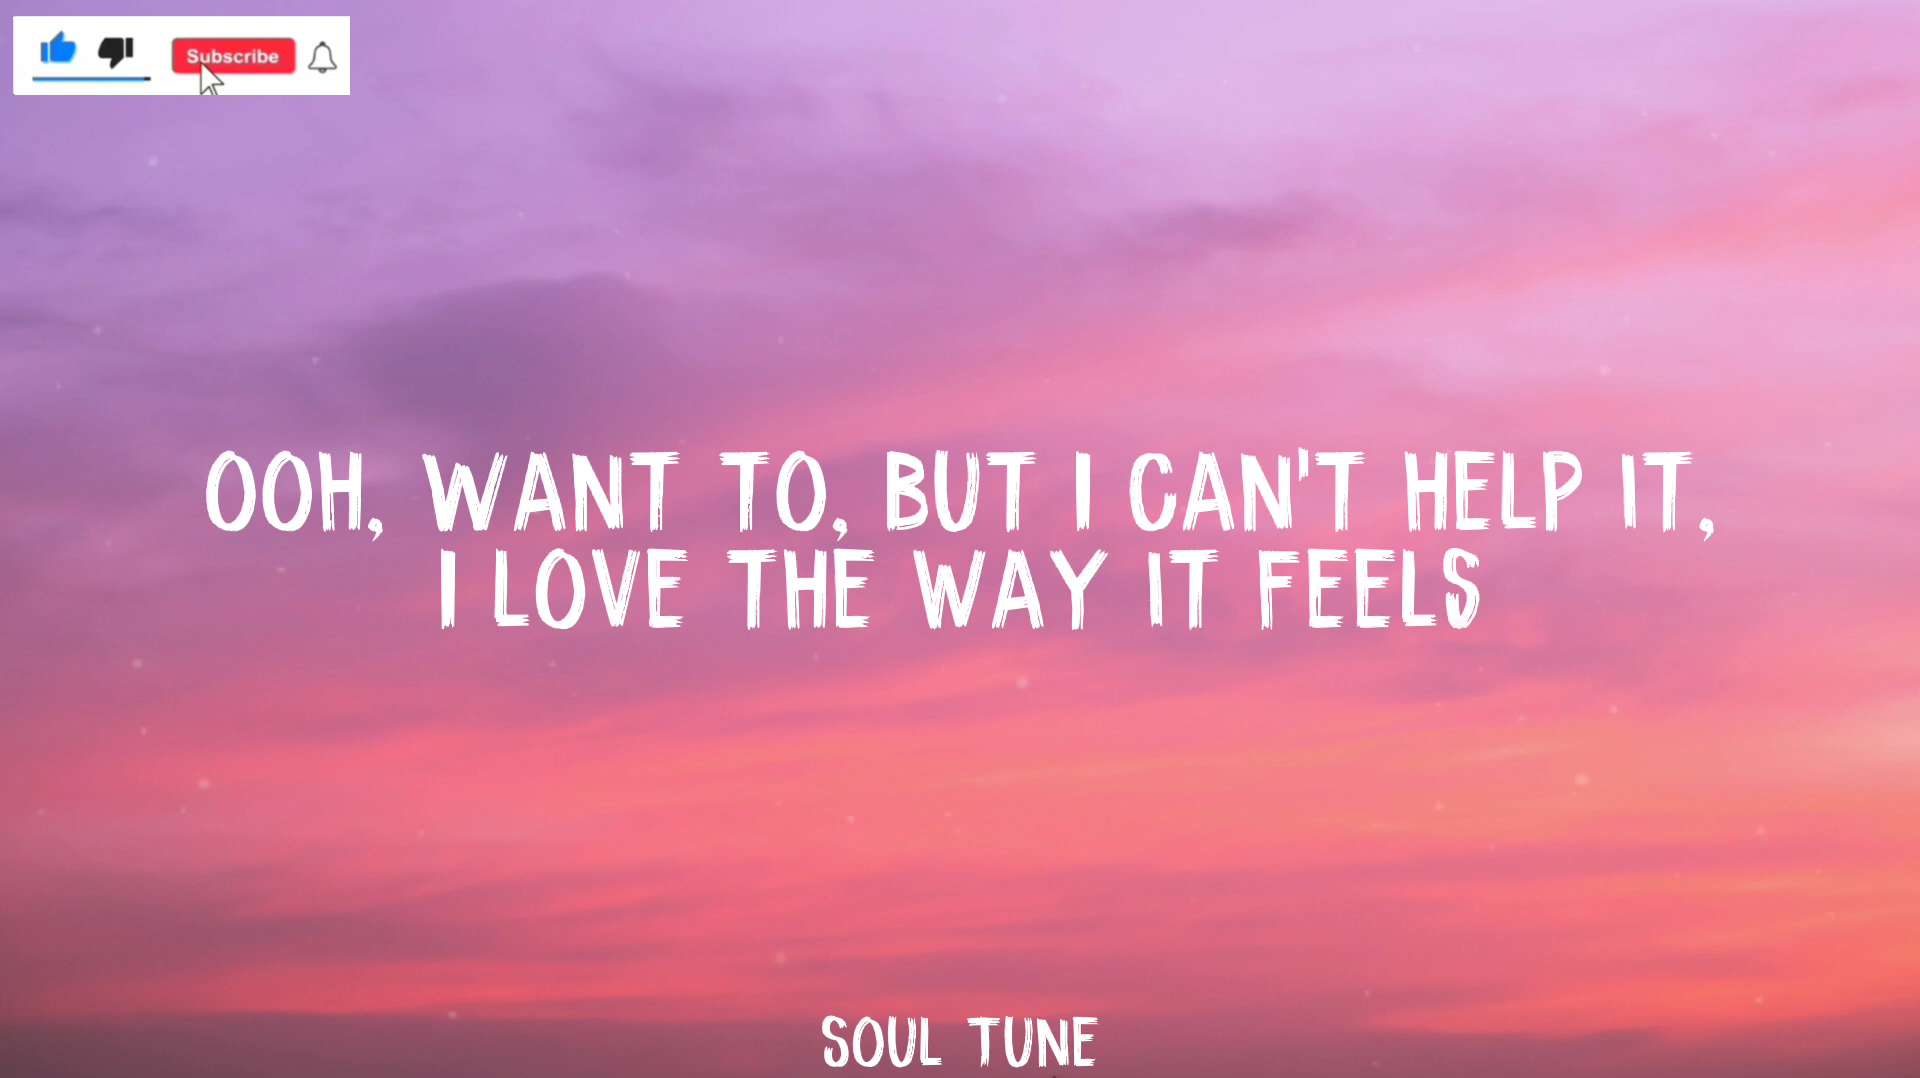 Subscribe
OOH, WANT TO, BUT I CAN'T HELP IT,
I LOVE THE WAY IT FEELS
SOUL TUNE